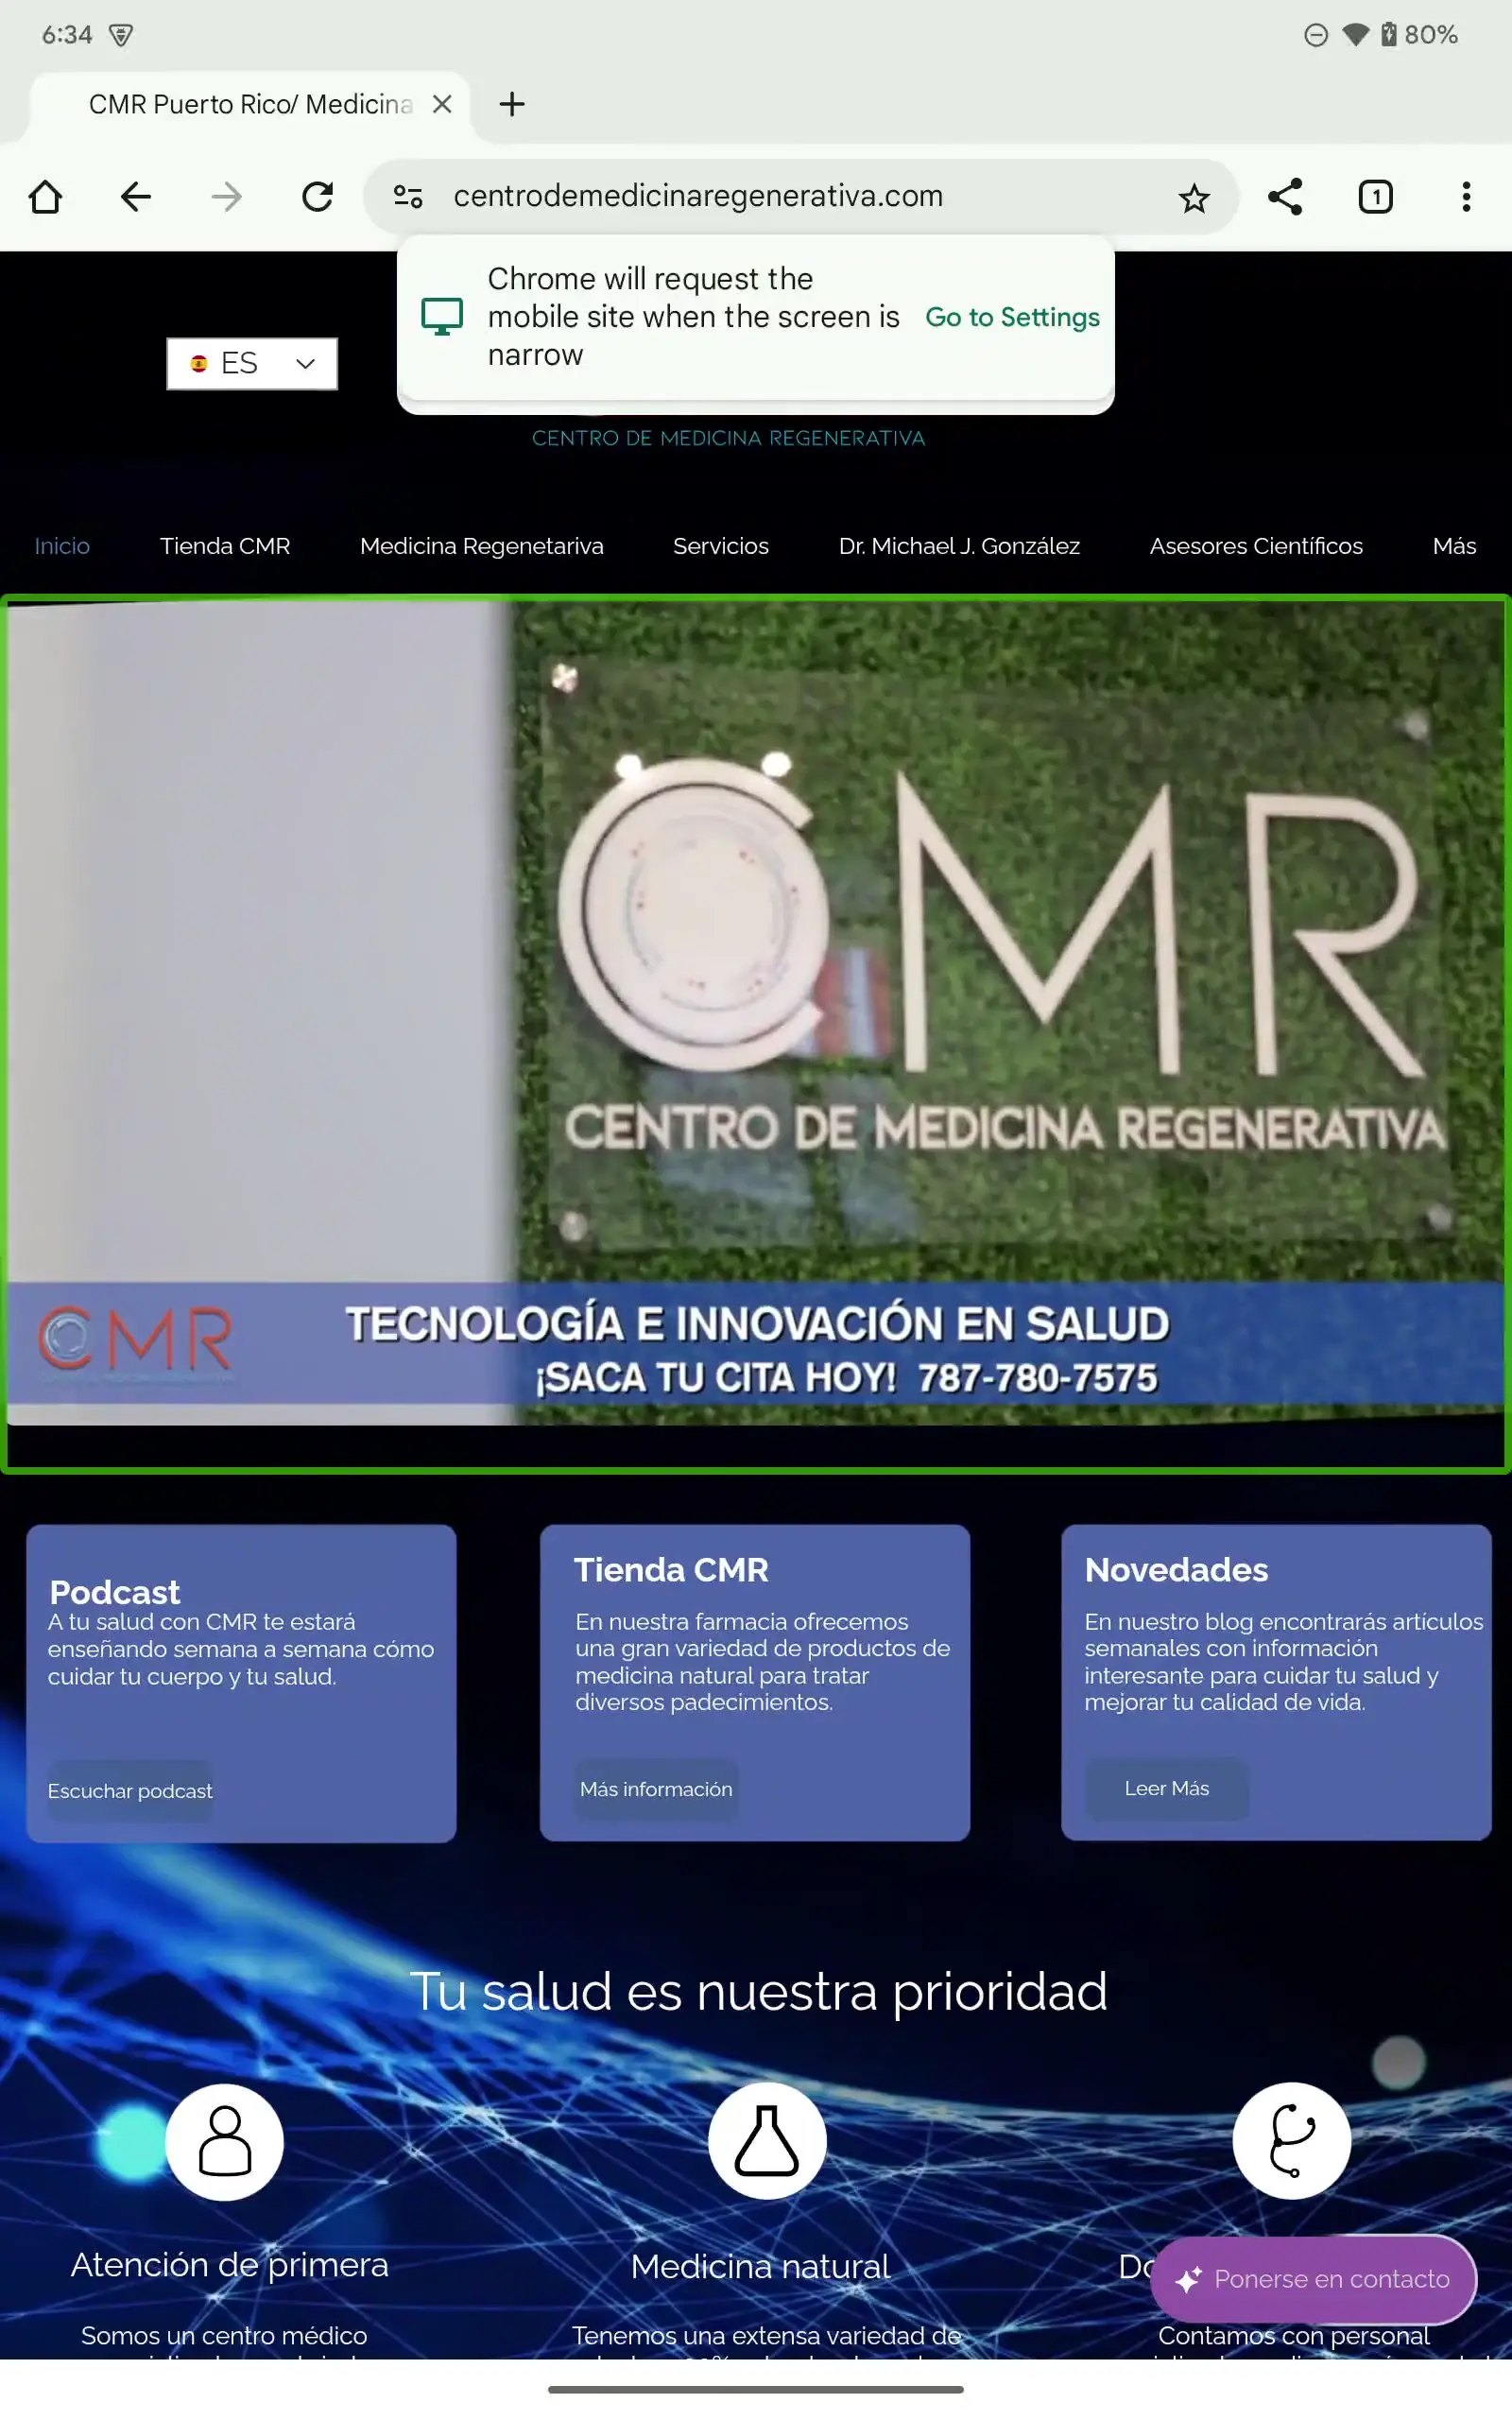 6:34
80%
CMR Puerto Rico/ Medicina
centrodemedicinaregenerativa.com
1
Chrome will request the
mobile site when the screen is
narrow
Go to Settings
ES
CENTRO DE MEDICINA REGENERATIVA
Inicio
Tienda CMR
Medicina Regenetariva
Servicios
Dr. Michael J. González
Asesores Científicos
Más
CMR
CENTRO DE MEDICINA REGENERATIVA
CMR
TECNOLOGÍA E INNOVACIÓN EN SALUD
¡SACA TU CITA HOY! 787-780-7575
Podcast
A tu salud con CMR te estará
enseñando semana a semana cómo
cuidar tu cuerpo y tu salud.
Escuchar podcast
Tienda CMR
En nuestra farmacia ofrecemos
una gran variedad de productos de
medicina natural para tratar
diversos padecimientos.
Más información
Novedades
En nuestro blog encontrarás artículos
semanales con información
interesante para cuidar tu salud y
mejorar tu calidad de vida.
Leer Más
Tu salud es nuestra prioridad
Atención de primera
Somos un centro médico
Medicina natural
Tenemos una extensa variedad de
Ponerse en contacto
Contamos con personal